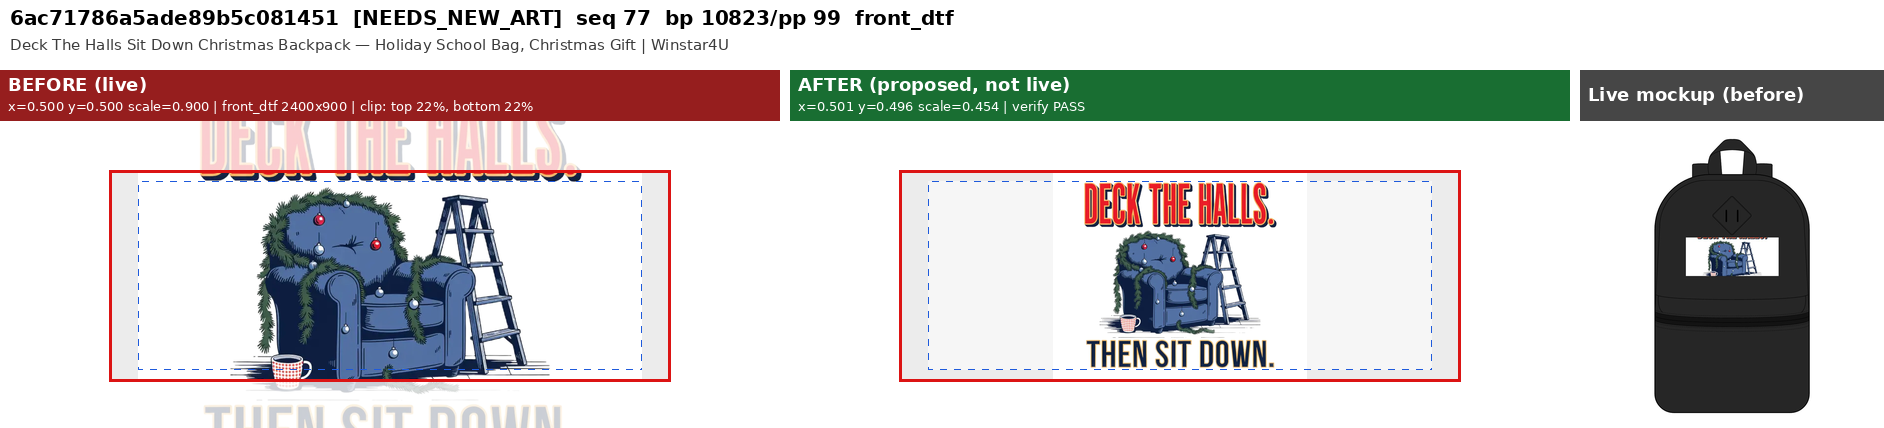 6ac71786a5ade89b5c081451 [NEEDS_NEW_ART] seq 77 bp 10823/pp 99 front_dtf
Deck The Halls Sit Down Christmas Backpack — Holiday School Bag, Christmas Gift | Winstar4U
BEFORE (live)
x=0.500 y=0.500 scale=0.900 | front_dtf 2400x900 | clip: top 22%, bottom 22%
DECK THE HALLS.
THEN SIT DOWN
AFTER (proposed, not live)
x=0.501 y=0.496 scale=0.454 | verify PASS
DECK THE HALLS.
THEN SIT DOWN.
Live mockup (before)